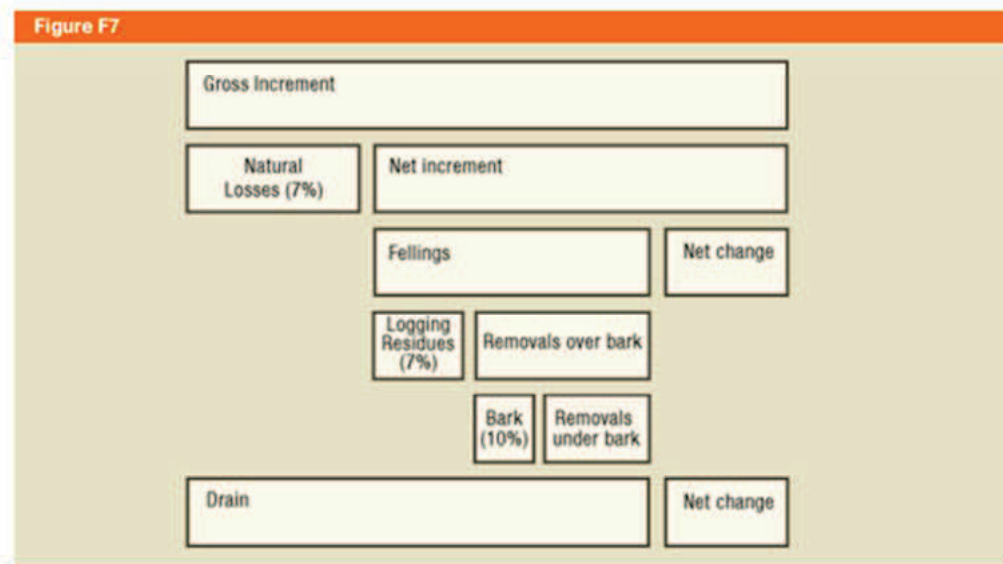 Figure F7
Gross Increment
Natural
Losses (7%)
Net increment
Fellings
Net change
Logging
Residues
(7%)
Removals over bark
Bark
(10%)
Removals
under bark
Drain
Net change